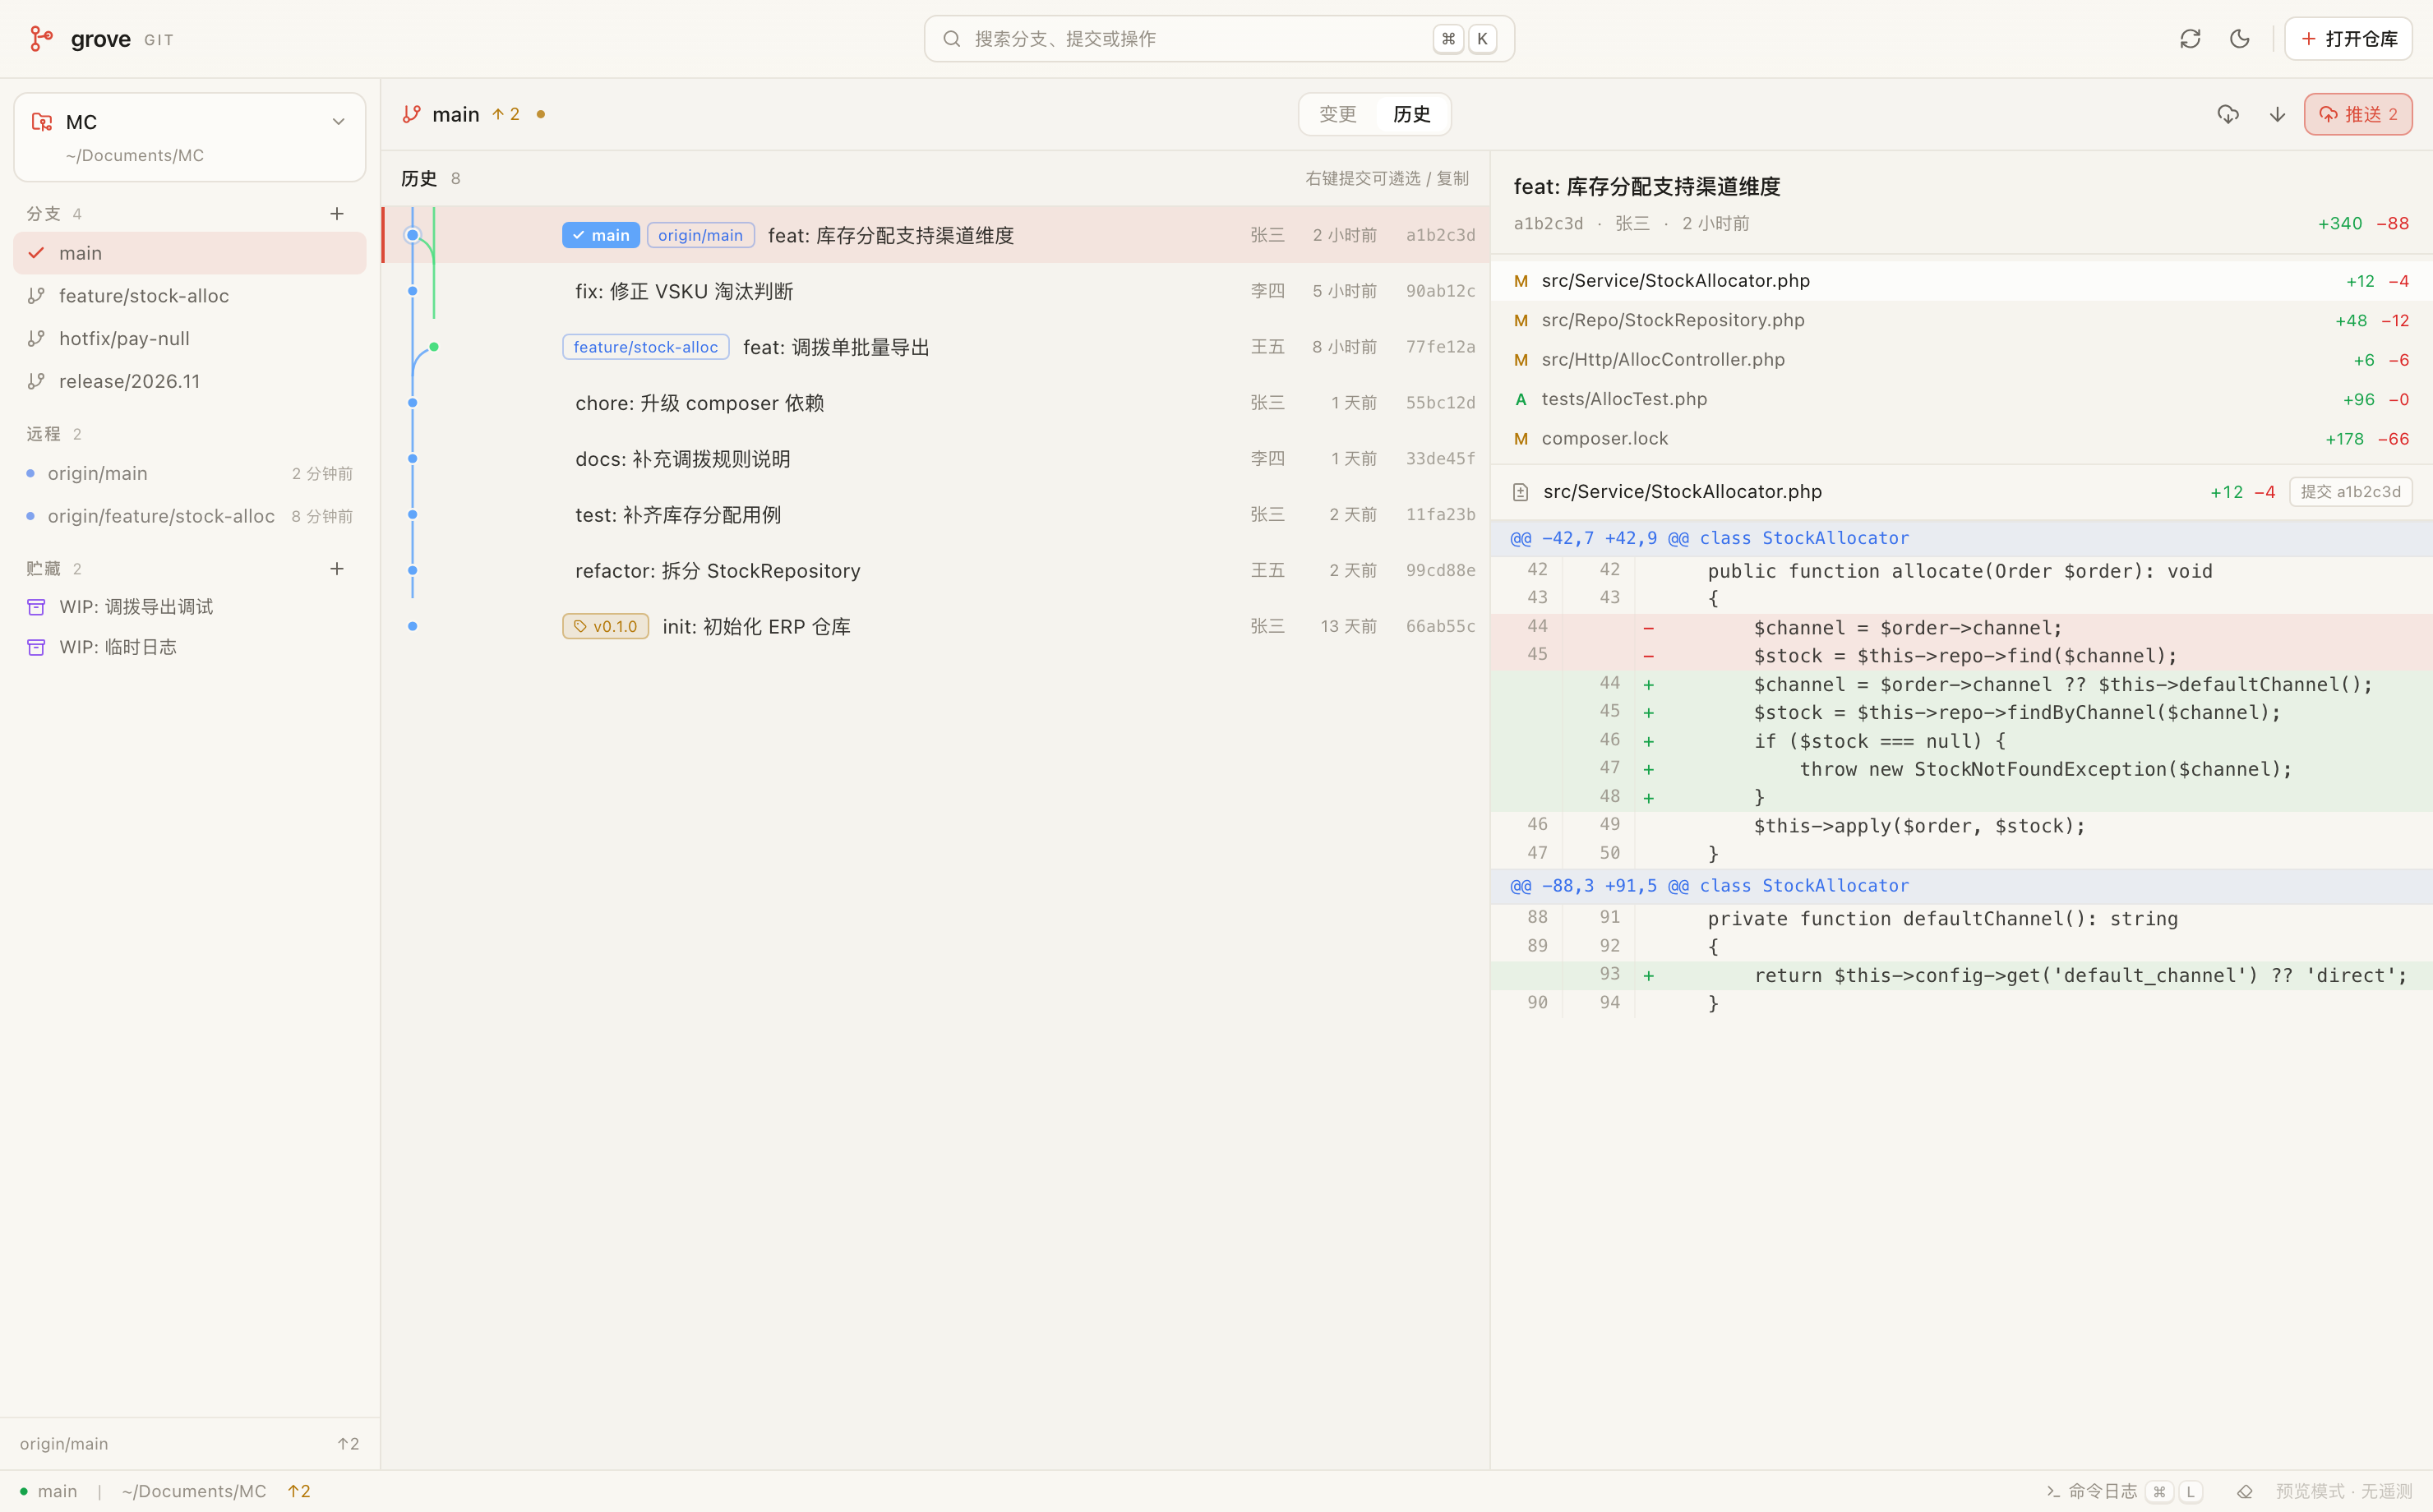 grove GIT
搜索分支、提交或操作 ⌘ K
打开仓库
MC
~/Documents/MC
分支 4
main
feature/stock-alloc
hotfix/pay-null
release/2026.11
远程 2
origin/main 2 分钟前
origin/feature/stock-alloc 8 分钟前
贮藏 2
WIP: 调拨导出调试
WIP: 临时日志
origin/main ↑2
main ↑ 2
变更 历史
推送 2
历史 8 右键提交可遴选 / 复制
main origin/main feat: 库存分配支持渠道维度 张三 2 小时前 a1b2c3d
fix: 修正 VSKU 淘汰判断 李四 5 小时前 90ab12c
feature/stock-alloc feat: 调拨单批量导出 王五 8 小时前 77fe12a
chore: 升级 composer 依赖 张三 1 天前 55bc12d
docs: 补充调拨规则说明 李四 1 天前 33de45f
test: 补齐库存分配用例 张三 2 天前 11fa23b
refactor: 拆分 StockRepository 王五 2 天前 99cd88e
v0.1.0 init: 初始化 ERP 仓库 张三 13 天前 66ab55c
feat: 库存分配支持渠道维度
a1b2c3d · 张三 · 2 小时前 +340 −88
M src/Service/StockAllocator.php +12 −4
M src/Repo/StockRepository.php +48 −12
M src/Http/AllocController.php +6 −6
A tests/AllocTest.php +96 −0
M composer.lock +178 −66
src/Service/StockAllocator.php +12 −4 提交 a1b2c3d
@@ −42,7 +42,9 @@ class StockAllocator
42 42 public function allocate(Order $order): void
43 43 {
44 − $channel = $order−>channel;
45 − $stock = $this−>repo−>find($channel);
44 + $channel = $order−>channel ?? $this−>defaultChannel();
45 + $stock = $this−>repo−>findByChannel($channel);
46 + if ($stock === null) {
47 + throw new StockNotFoundException($channel);
48 + }
46 49 $this−>apply($order, $stock);
47 50 }
@@ −88,3 +91,5 @@ class StockAllocator
88 91 private function defaultChannel(): string
89 92 {
93 + return $this−>config−>get('default_channel') ?? 'direct';
90 94 }
main | ~/Documents/MC ↑2
命令日志 ⌘ L 预览模式 · 无遥测